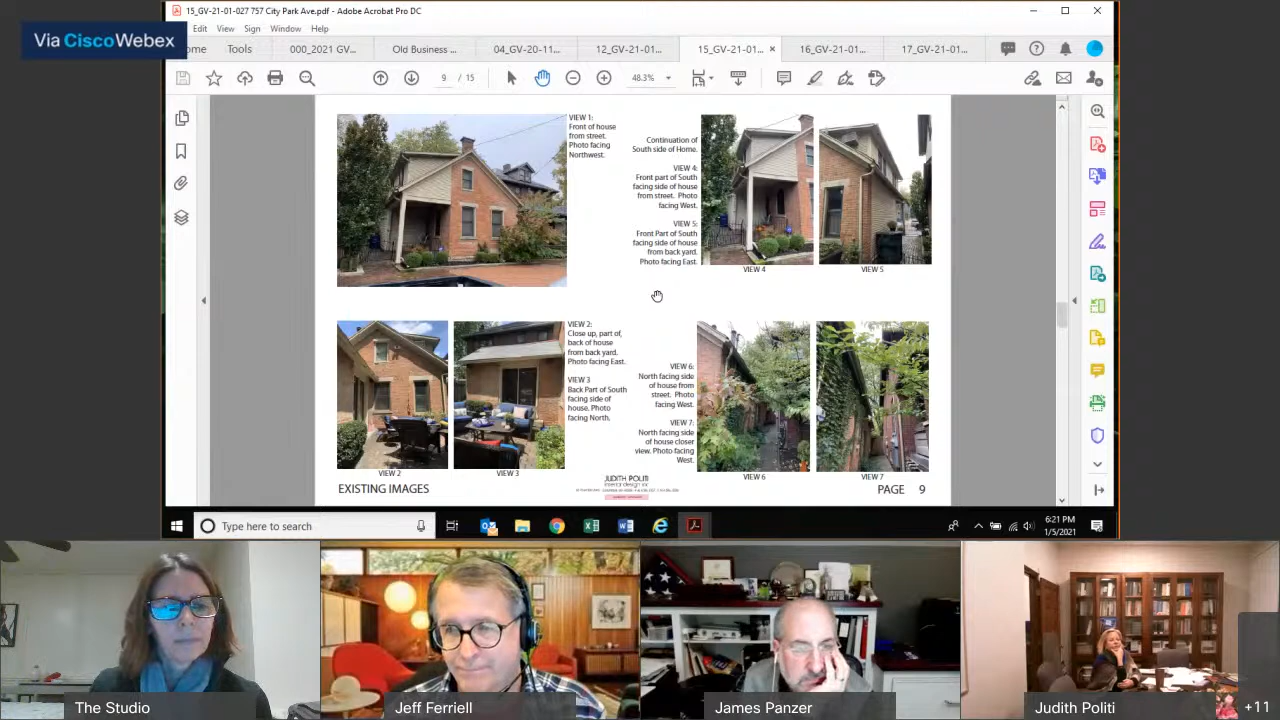 15_GV-21-01-027 757 City Park Ave.pdf - Adobe Acrobat Pro DC
Via Cisco Webex
Edit View Sign Window Help
ome Tools 000_2021 GV... Old Business ... 04_GV-20-11... 12_GV-21-01... 15_GV-21-01... × 16_GV-21-01... 17_GV-21-01...
9 / 15 48.3%
VIEW 1:
Front of house
from street.
Photo facing
Northwest.
Continuation of
South side of Home.
VIEW 4:
Front part of South
facing side of house
from street. Photo
facing West.
VIEW 5:
Front Part of South
facing side of house
from back yard.
Photo facing East.
VIEW 4
VIEW 5
VIEW 2:
Close up, part of,
back of house
from back yard.
Photo facing East.
VIEW 3
Back Part of South
facing side of
house. Photo
facing North.
VIEW 6:
North facing side
of house from
street. Photo
facing West.
VIEW 7:
North facing side
of house closer
view. Photo facing
West.
VIEW 2
VIEW 3
VIEW 6
VIEW 7
EXISTING IMAGES
JUDITH POLITI
interior design
PAGE 9
Type here to search
6:21 PM
1/5/2021
The Studio
Jeff Ferriell
James Panzer
Judith Politi
+11